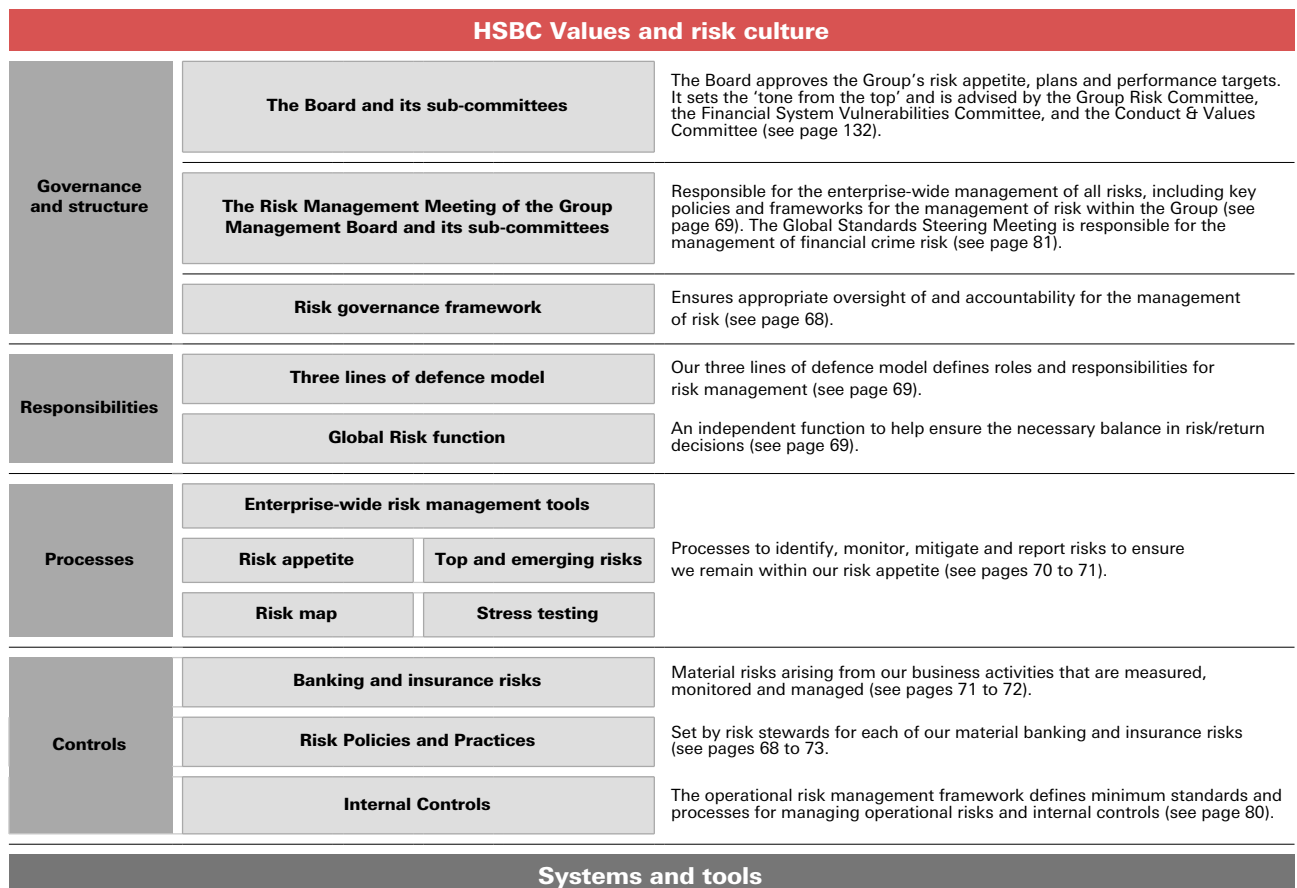 HSBC Values and risk culture
Governance
and structure
The Board and its sub-committees
The Board approves the Group's risk appetite, plans and performance targets.
It sets the 'tone from the top' and is advised by the Group Risk Committee,
the Financial System Vulnerabilities Committee, and the Conduct & Values
Committee (see page 132).
The Risk Management Meeting of the Group
Management Board and its sub-committees
Responsible for the enterprise-wide management of all risks, including key
policies and frameworks for the management of risk within the Group (see
page 69). The Global Standards Steering Meeting is responsible for the
management of financial crime risk (see page 81).
Risk governance framework
Ensures appropriate oversight of and accountability for the management
of risk (see page 68).
Responsibilities
Three lines of defence model
Our three lines of defence model defines roles and responsibilities for
risk management (see page 69).
Global Risk function
An independent function to help ensure the necessary balance in risk/return
decisions (see page 69).
Processes
Enterprise-wide risk management tools
Risk appetite
Top and emerging risks
Risk map
Stress testing
Processes to identify, monitor, mitigate and report risks to ensure
we remain within our risk appetite (see pages 70 to 71).
Controls
Banking and insurance risks
Material risks arising from our business activities that are measured,
monitored and managed (see pages 71 to 72).
Risk Policies and Practices
Set by risk stewards for each of our material banking and insurance risks
(see pages 68 to 73.
Internal Controls
The operational risk management framework defines minimum standards and
processes for managing operational risks and internal controls (see page 80).
Systems and tools